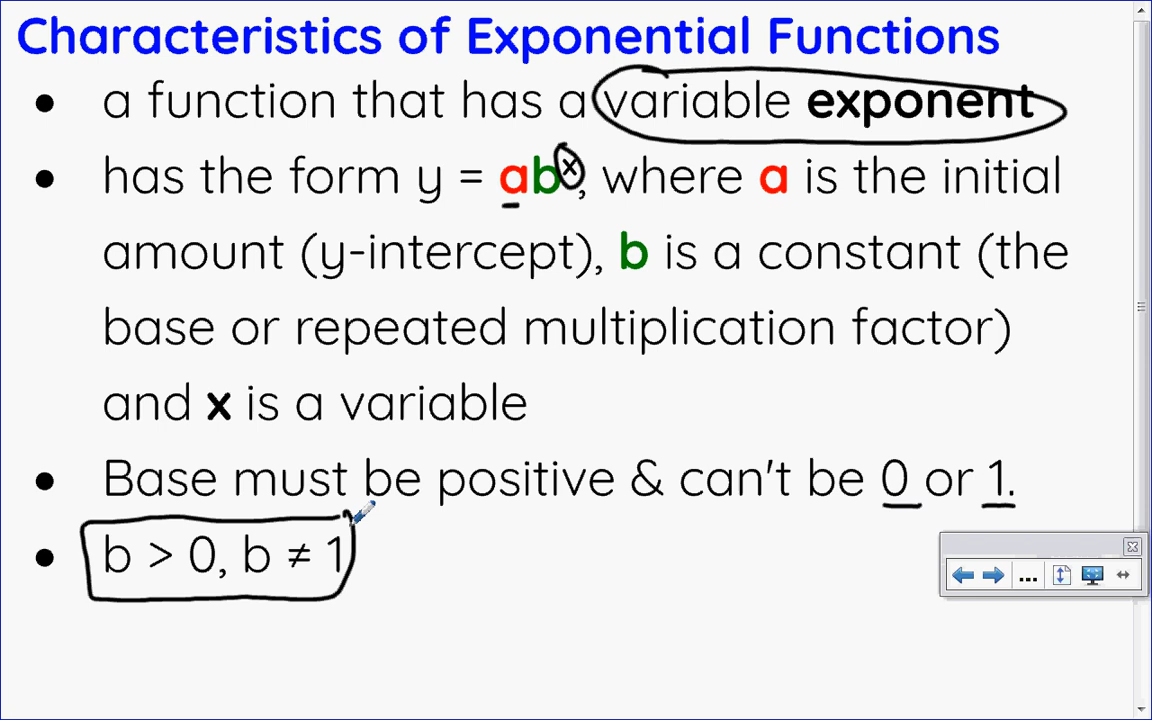 Characteristics of Exponential Functions
• a function that has a variable exponent
• has the form y = abˣ, where a is the initial
amount (y-intercept), b is a constant (the
base or repeated multiplication factor)
and x is a variable
• Base must be positive & can't be 0 or 1.
• b > 0, b ≠ 1
...